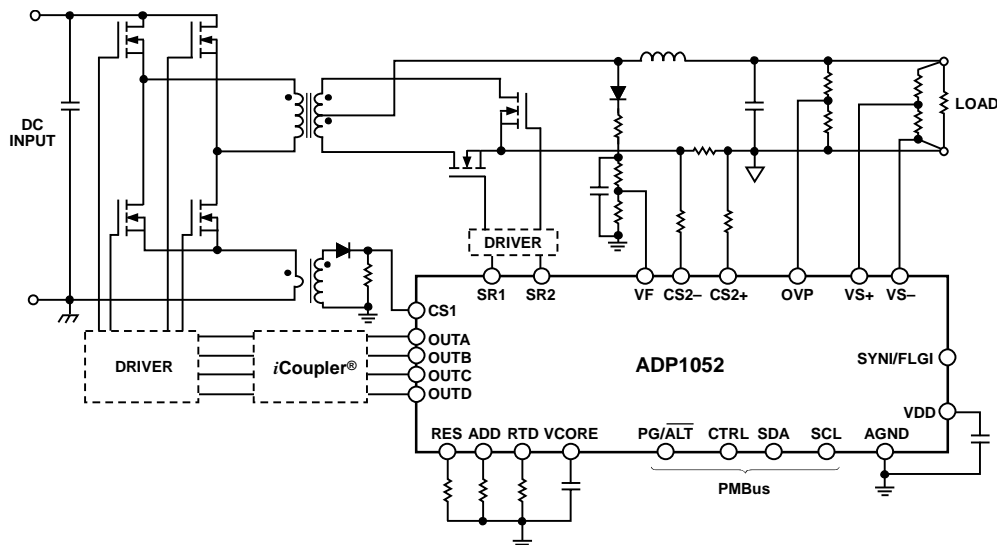 DC
INPUT
LOAD
DRIVER
SR1 SR2 VF CS2– CS2+ OVP VS+ VS–
CS1
DRIVER
iCoupler®
OUTA
OUTB
OUTC
OUTD
ADP1052
SYNI/FLGI
VDD
RES ADD RTD VCORE PG/ALT CTRL SDA SCL AGND
PMBus